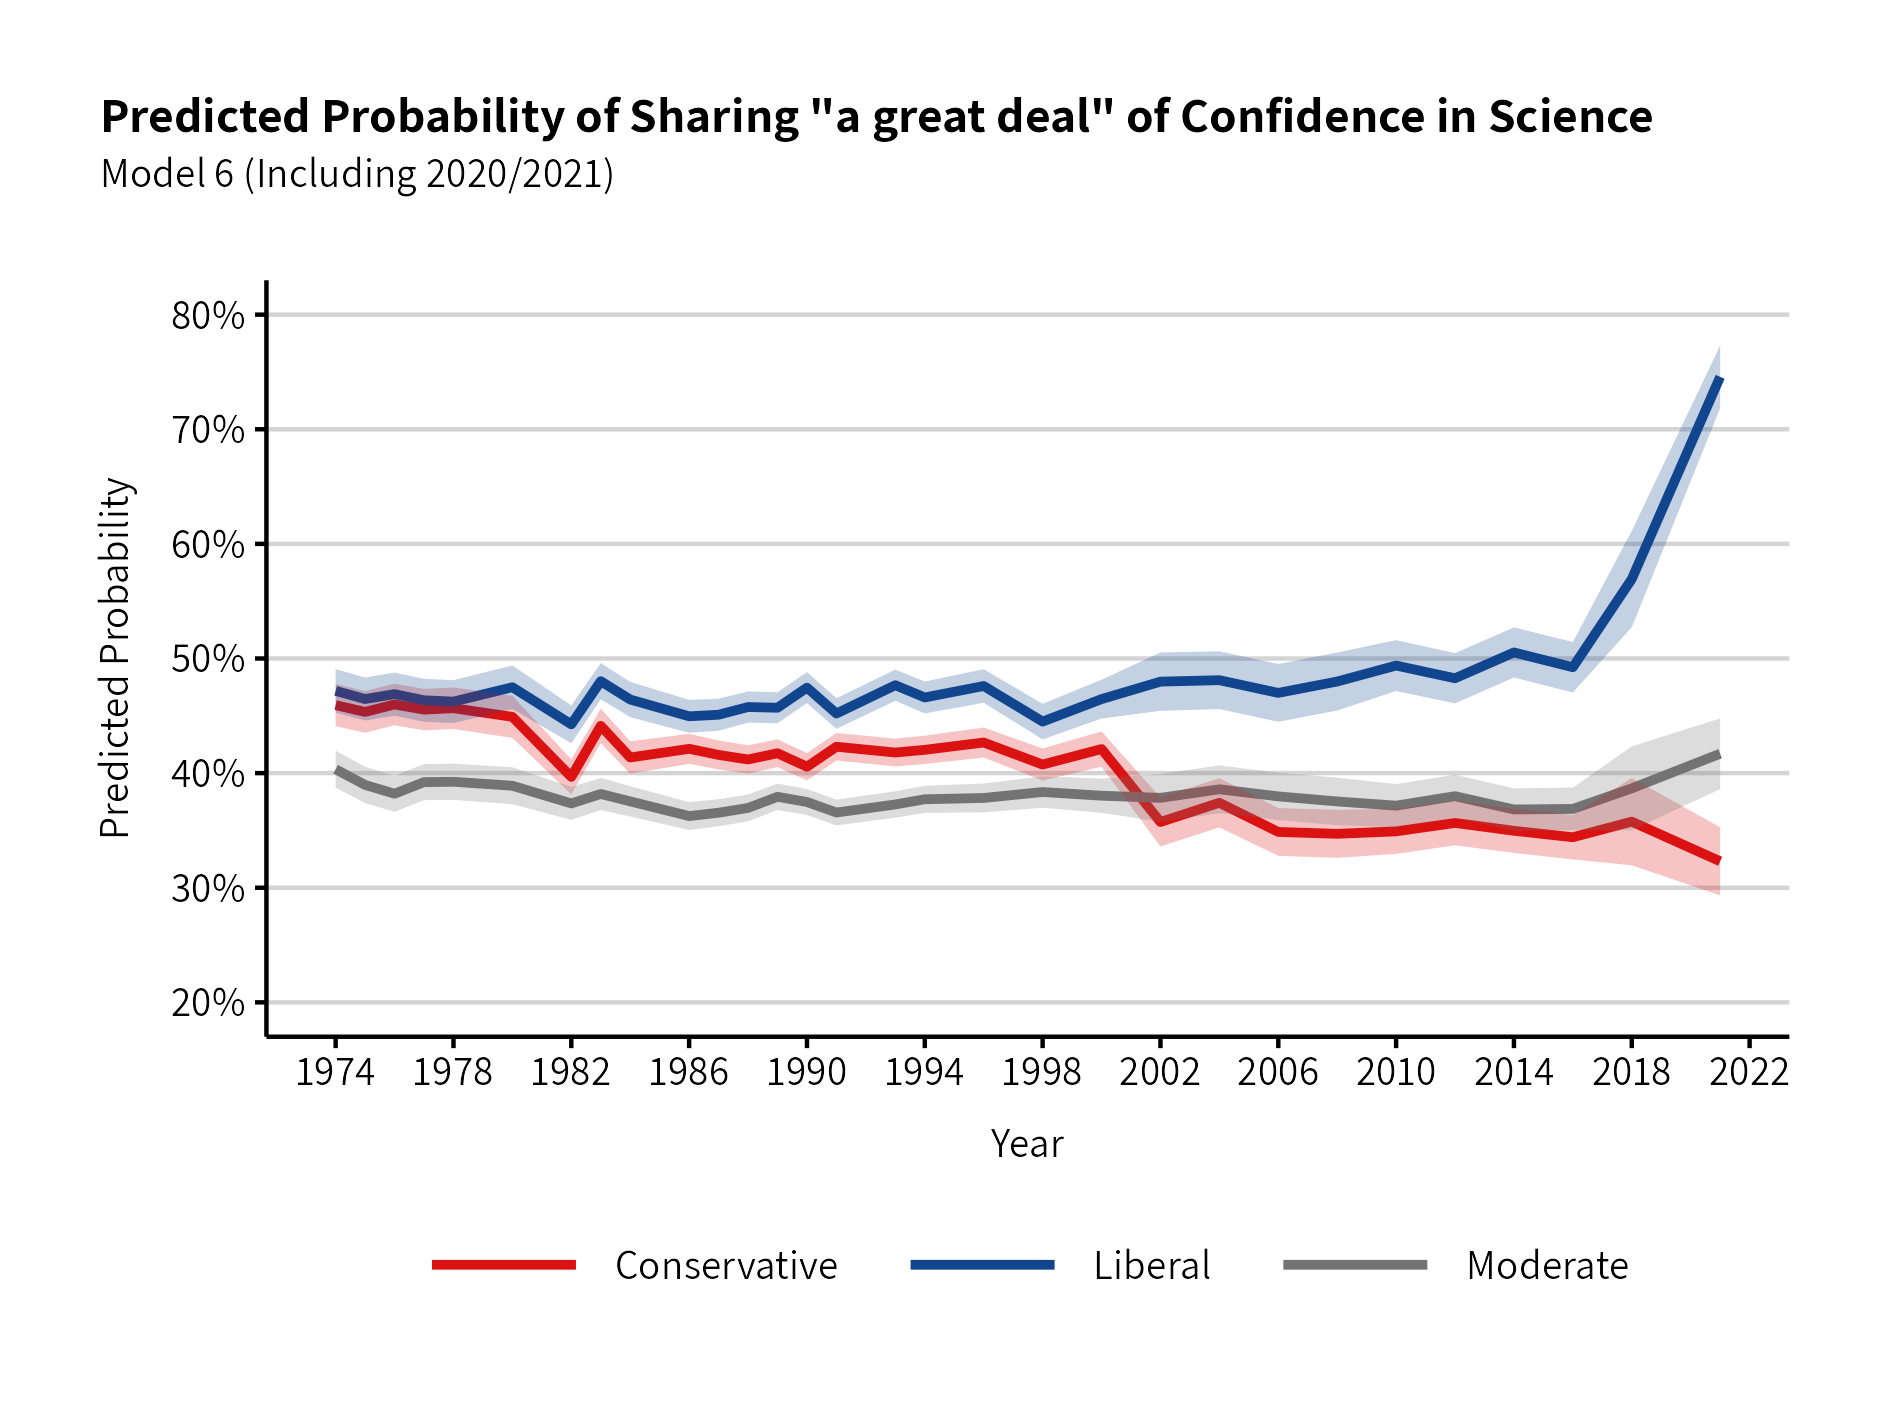 Predicted Probability of Sharing "a great deal" of Confidence in Science
Model 6 (Including 2020/2021)
Predicted Probability
80%
70%
60%
50%
40%
30%
20%
1974 1978 1982 1986 1990 1994 1998 2002 2006 2010 2014 2018 2022
Year
Conservative Liberal Moderate